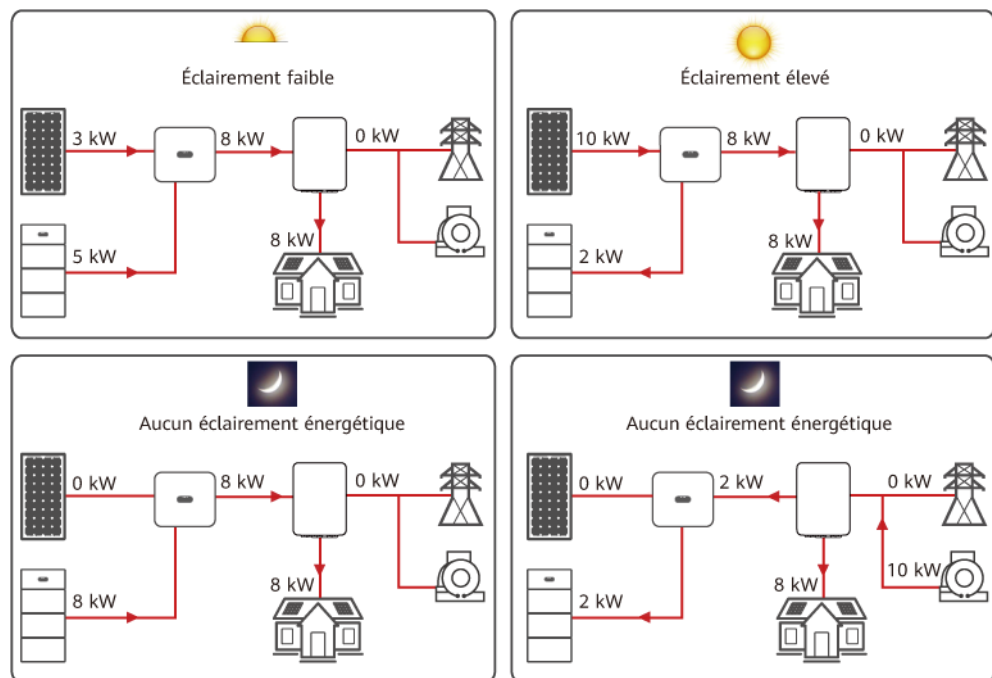 Éclairement faible
3 kW
8 kW
0 kW
5 kW
8 kW
Éclairement élevé
10 kW
8 kW
0 kW
2 kW
8 kW
Aucun éclairement énergétique
0 kW
8 kW
0 kW
8 kW
8 kW
Aucun éclairement énergétique
0 kW
2 kW
0 kW
10 kW
2 kW
8 kW